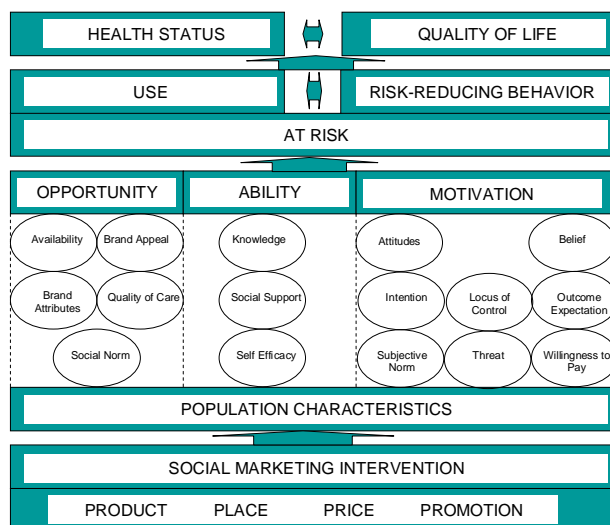 HEALTH STATUS
QUALITY OF LIFE
USE
RISK-REDUCING BEHAVIOR
AT RISK
OPPORTUNITY
ABILITY
MOTIVATION
Availability
Brand Appeal
Knowledge
Attitudes
Belief
Brand
Attributes
Quality of Care
Social Support
Intention
Locus of
Control
Outcome
Expectation
Social Norm
Self Efficacy
Subjective
Norm
Threat
Willingness to
Pay
POPULATION CHARACTERISTICS
SOCIAL MARKETING INTERVENTION
PRODUCT PLACE PRICE PROMOTION